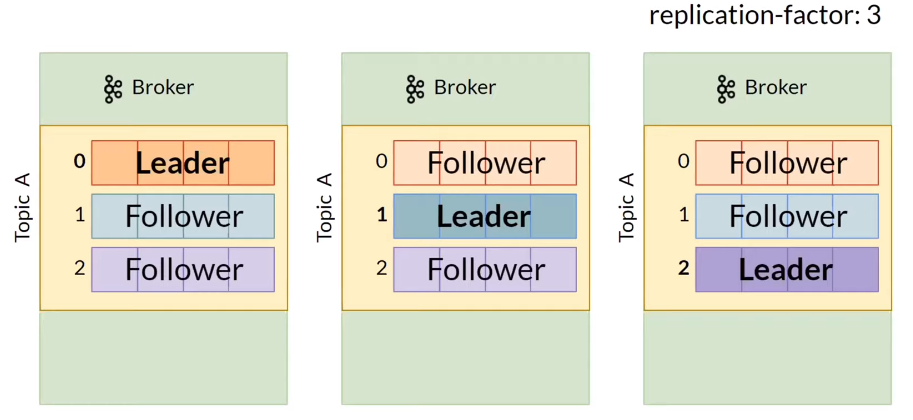 replication-factor: 3
Broker
Topic A
0 Leader
1 Follower
2 Follower
Broker
Topic A
0 Follower
1 Leader
2 Follower
Broker
Topic A
0 Follower
1 Follower
2 Leader